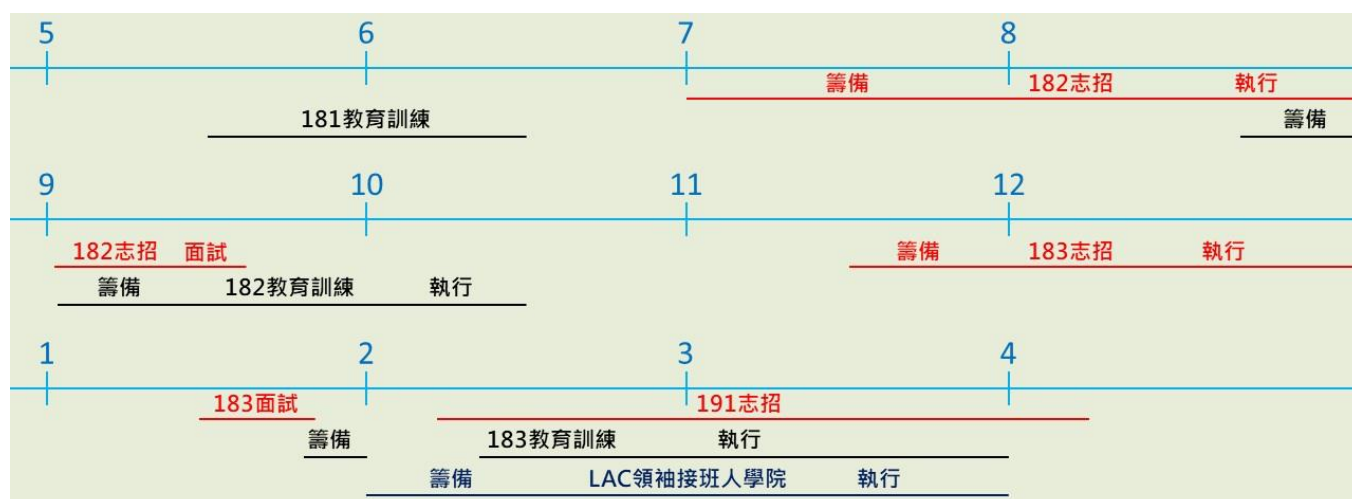 5 6 7 8
籌備 182志招 執行
181教育訓練 籌備
9 10 11 12
182志招 面試 籌備 183志招 執行
籌備 182教育訓練 執行
1 2 3 4
183面試 191志招
籌備 183教育訓練 執行
籌備 LAC領袖接班人學院 執行